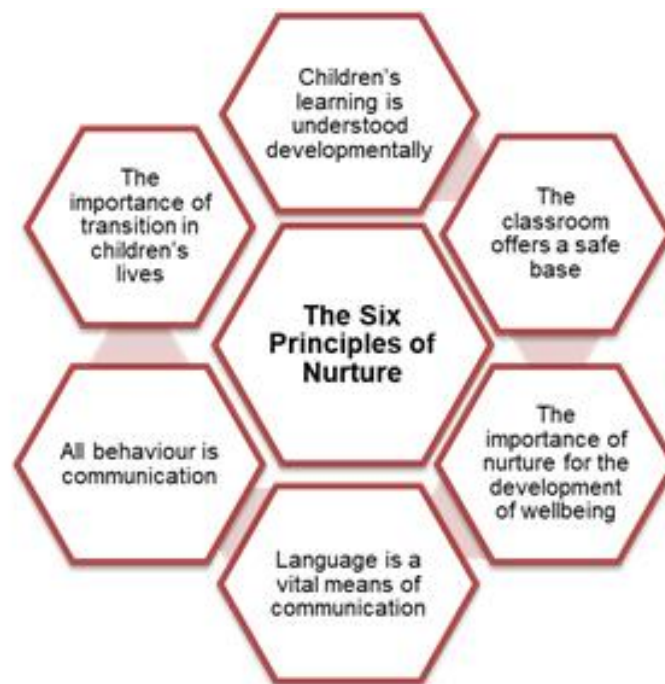 Children's
learning is
understood
developmentally
The
classroom
offers a safe
base
The
importance of
nurture for the
development
of wellbeing
Language is a
vital means of
communication
All behaviour is
communication
The
importance of
transition in
children's
lives
The Six
Principles of
Nurture